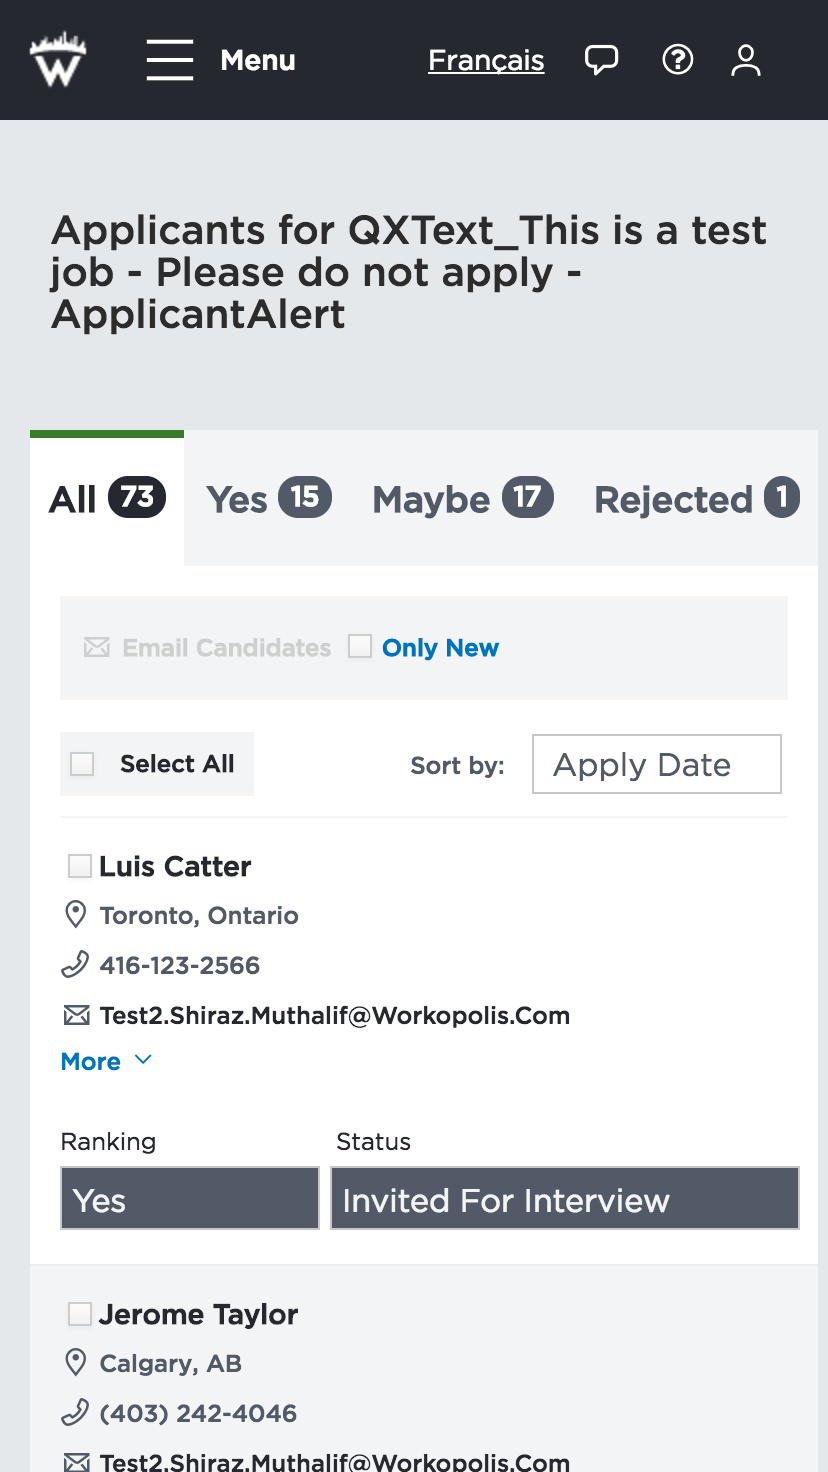 W
Menu Français
Applicants for QXText_This is a test
job - Please do not apply -
ApplicantAlert
All 73 Yes 15 Maybe 17 Rejected 1
Email Candidates Only New
Select All Sort by: Apply Date
Luis Catter
Toronto, Ontario
416-123-2566
Test2.Shiraz.Muthalif@Workopolis.Com
More
Ranking Status
Yes Invited For Interview
Jerome Taylor
Calgary, AB
(403) 242-4046
Test2.Shiraz.Muthalif@Workopolis.Com